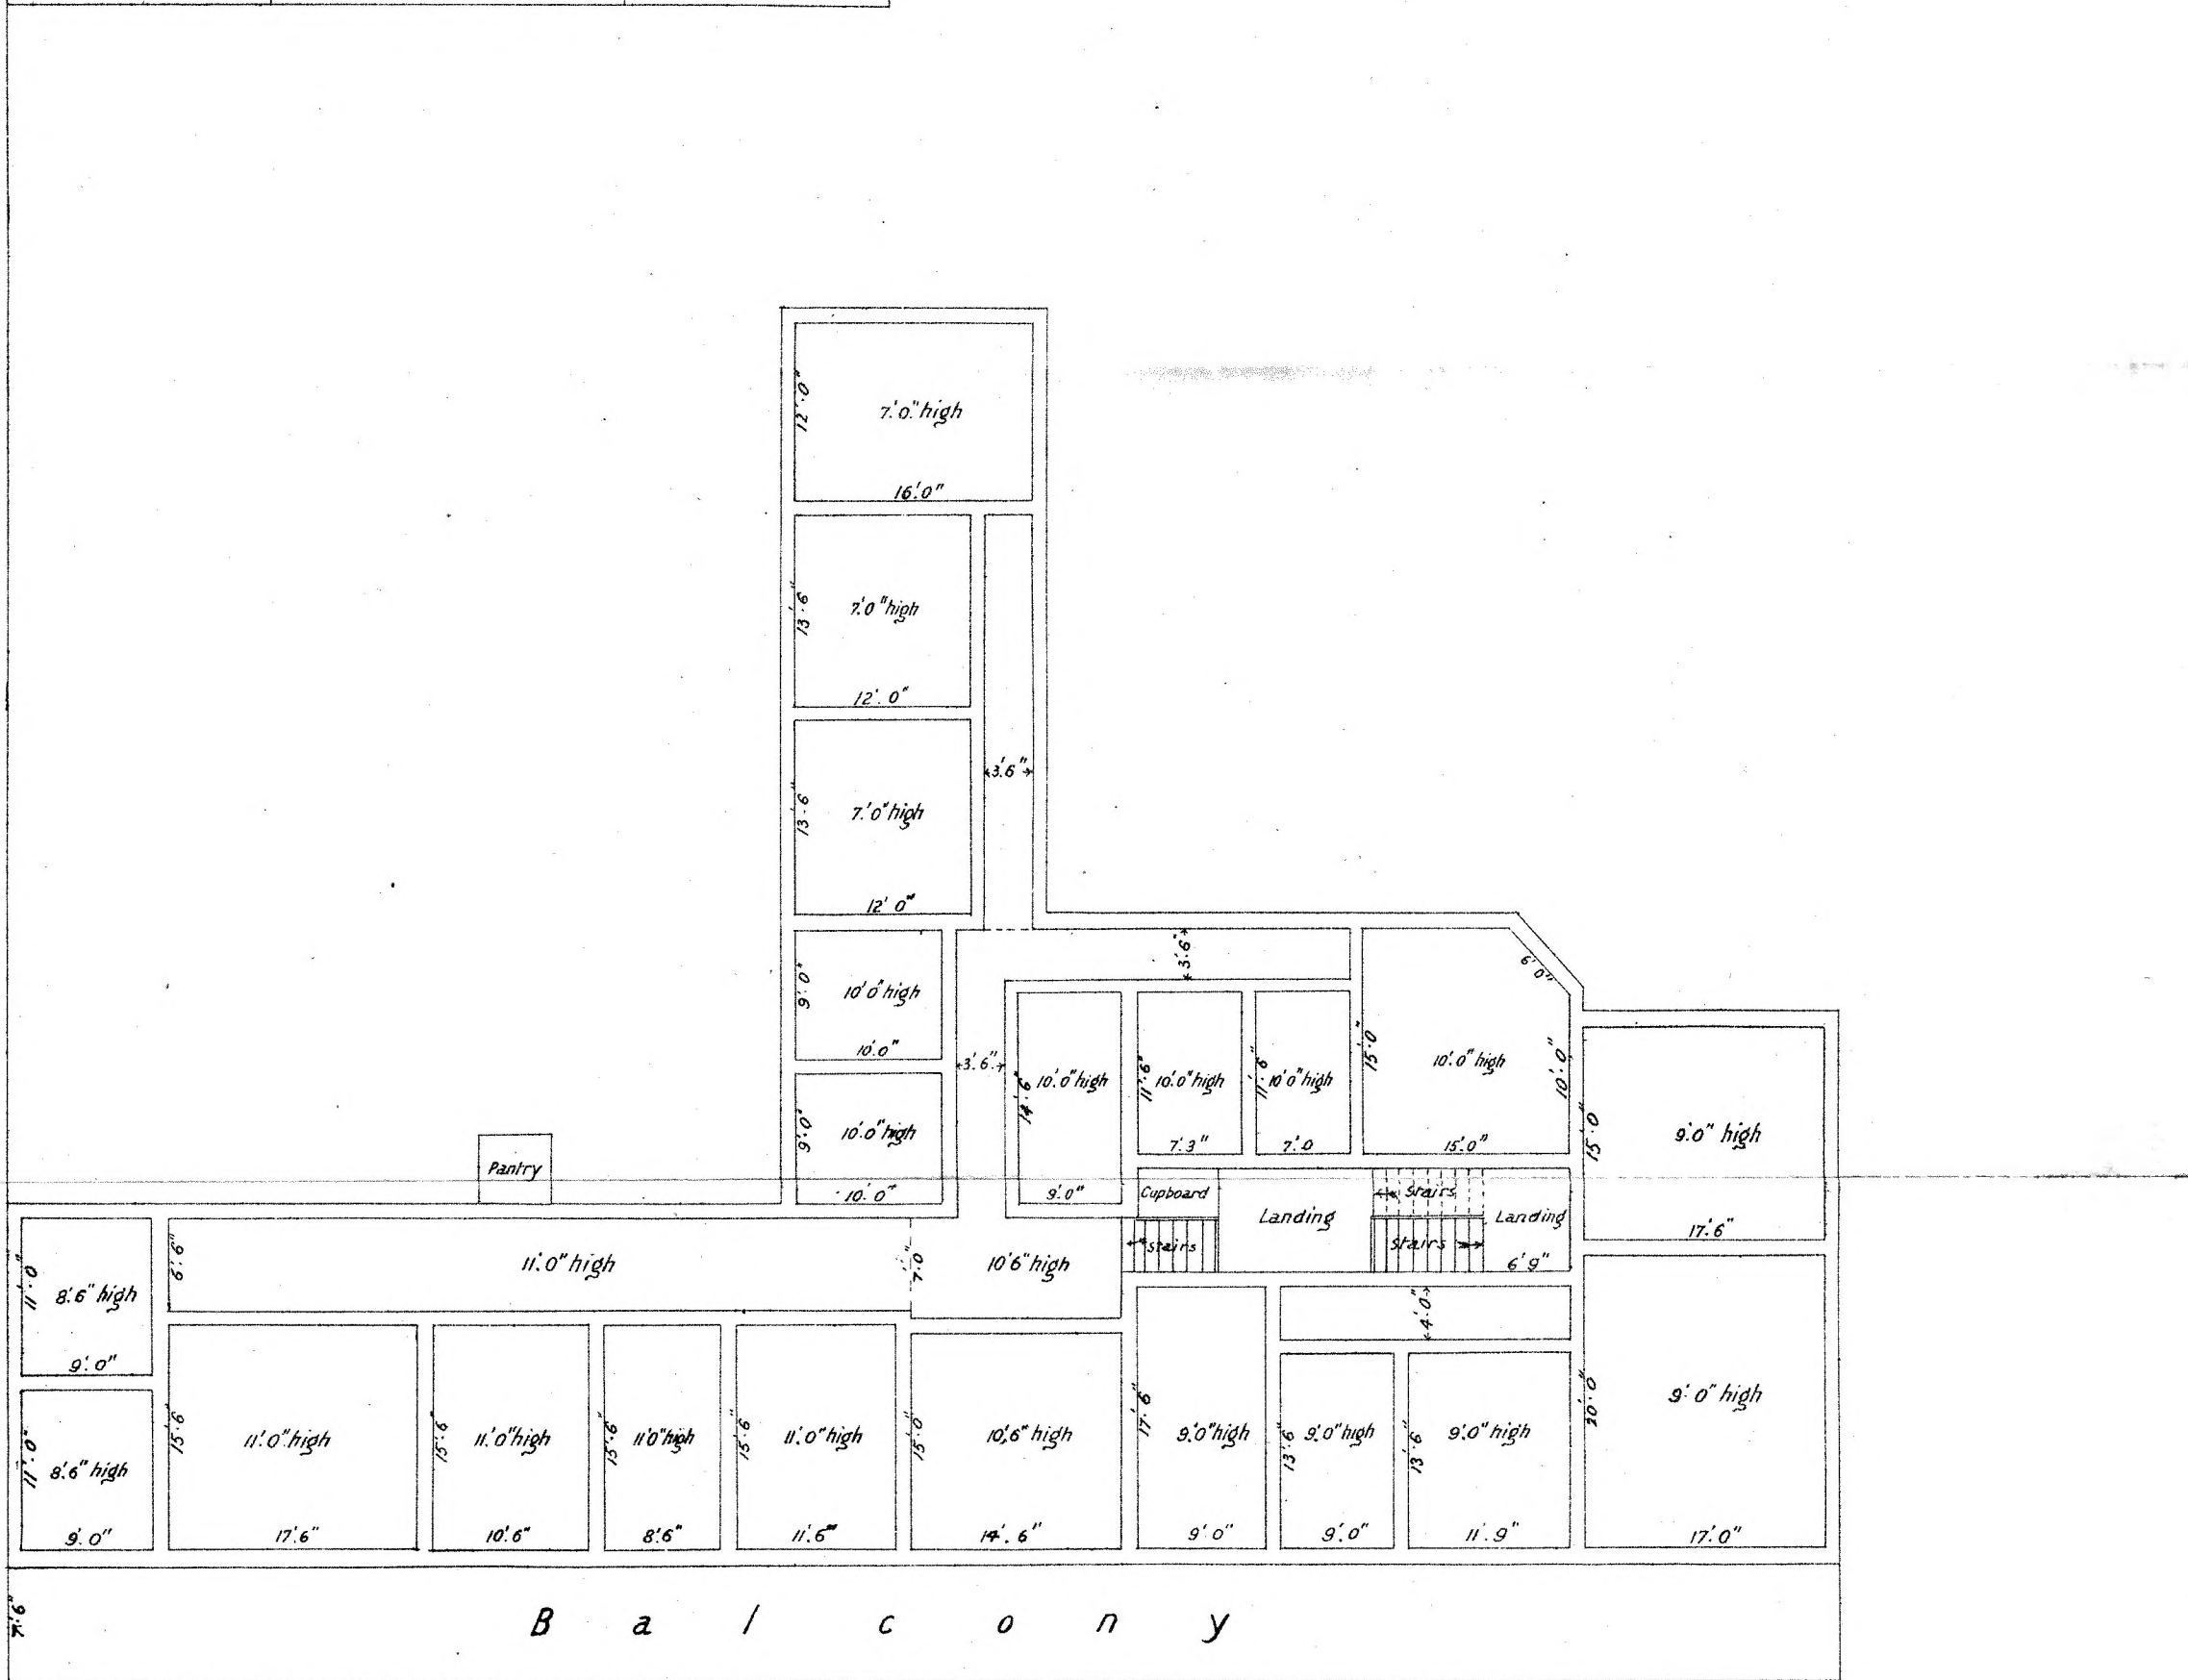 12'.0"
7'.0" high
16'.0"
13'.6"
7'.0" high
12'.0"
3'.6"
13'.6"
7'.0" high
12'0"
3'.6"
6'0"
9'.0"
10'0" high
10'.0"
3'.6"
14'.6"
10'.0" high
9'.0"
11'.6"
10'.0" high
7'.3"
11'.6"
10'0" high
7'.0
15'.0"
10'.0" high
10'.0"
15'.0"
15'.0"
9'.0" high
17'.6"
9'.0"
10'.0" high
10'.0"
Pantry
Cupboard
Landing
Stairs
Landing
Stairs
Stairs
6'9"
11'.0
8'.6" high
9'.0"
6'.6"
11'.0" high
7'.0"
10'6" high
4'.0"
11'.0"
8'.6" high
9'.0"
15'.6"
11'.0" high
17'.6"
15'.6"
11'.0" high
10'.6"
15'.6"
11'0" high
8'.6"
15'.6"
11'.0" high
11'.6"
15'.0"
10'.6" high
14'.6"
17'.6"
9'.0" high
9'.0"
13'.6"
9'.0" high
9'.0"
13'.6"
9'.0" high
11'.9"
20'.0"
9'.0" high
17'.0"
7'.6"
Balcony